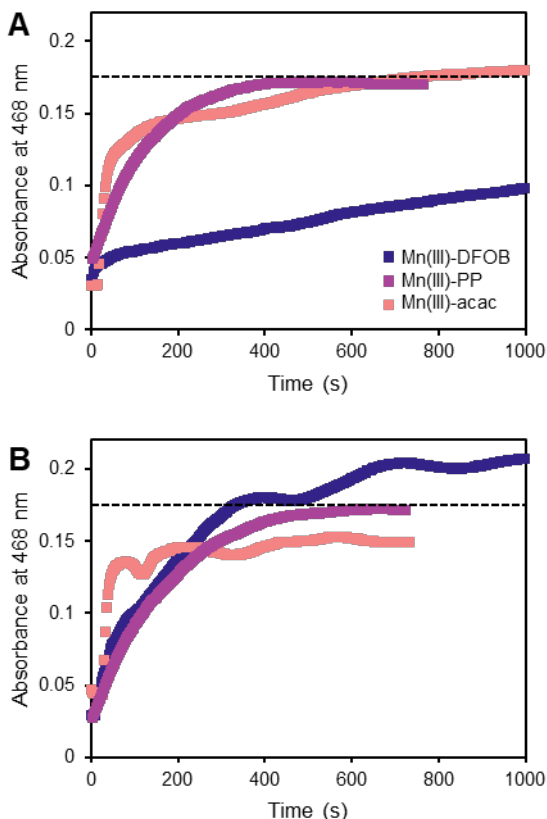 A
Absorbance at 468 nm
0.2
0.15
0.1
0.05
0
Mn(III)-DFOB
Mn(III)-PP
Mn(III)-acac
0 200 400 600 800 1000
Time (s)
B
Absorbance at 468 nm
0.2
0.15
0.1
0.05
0
0 200 400 600 800 1000
Time (s)